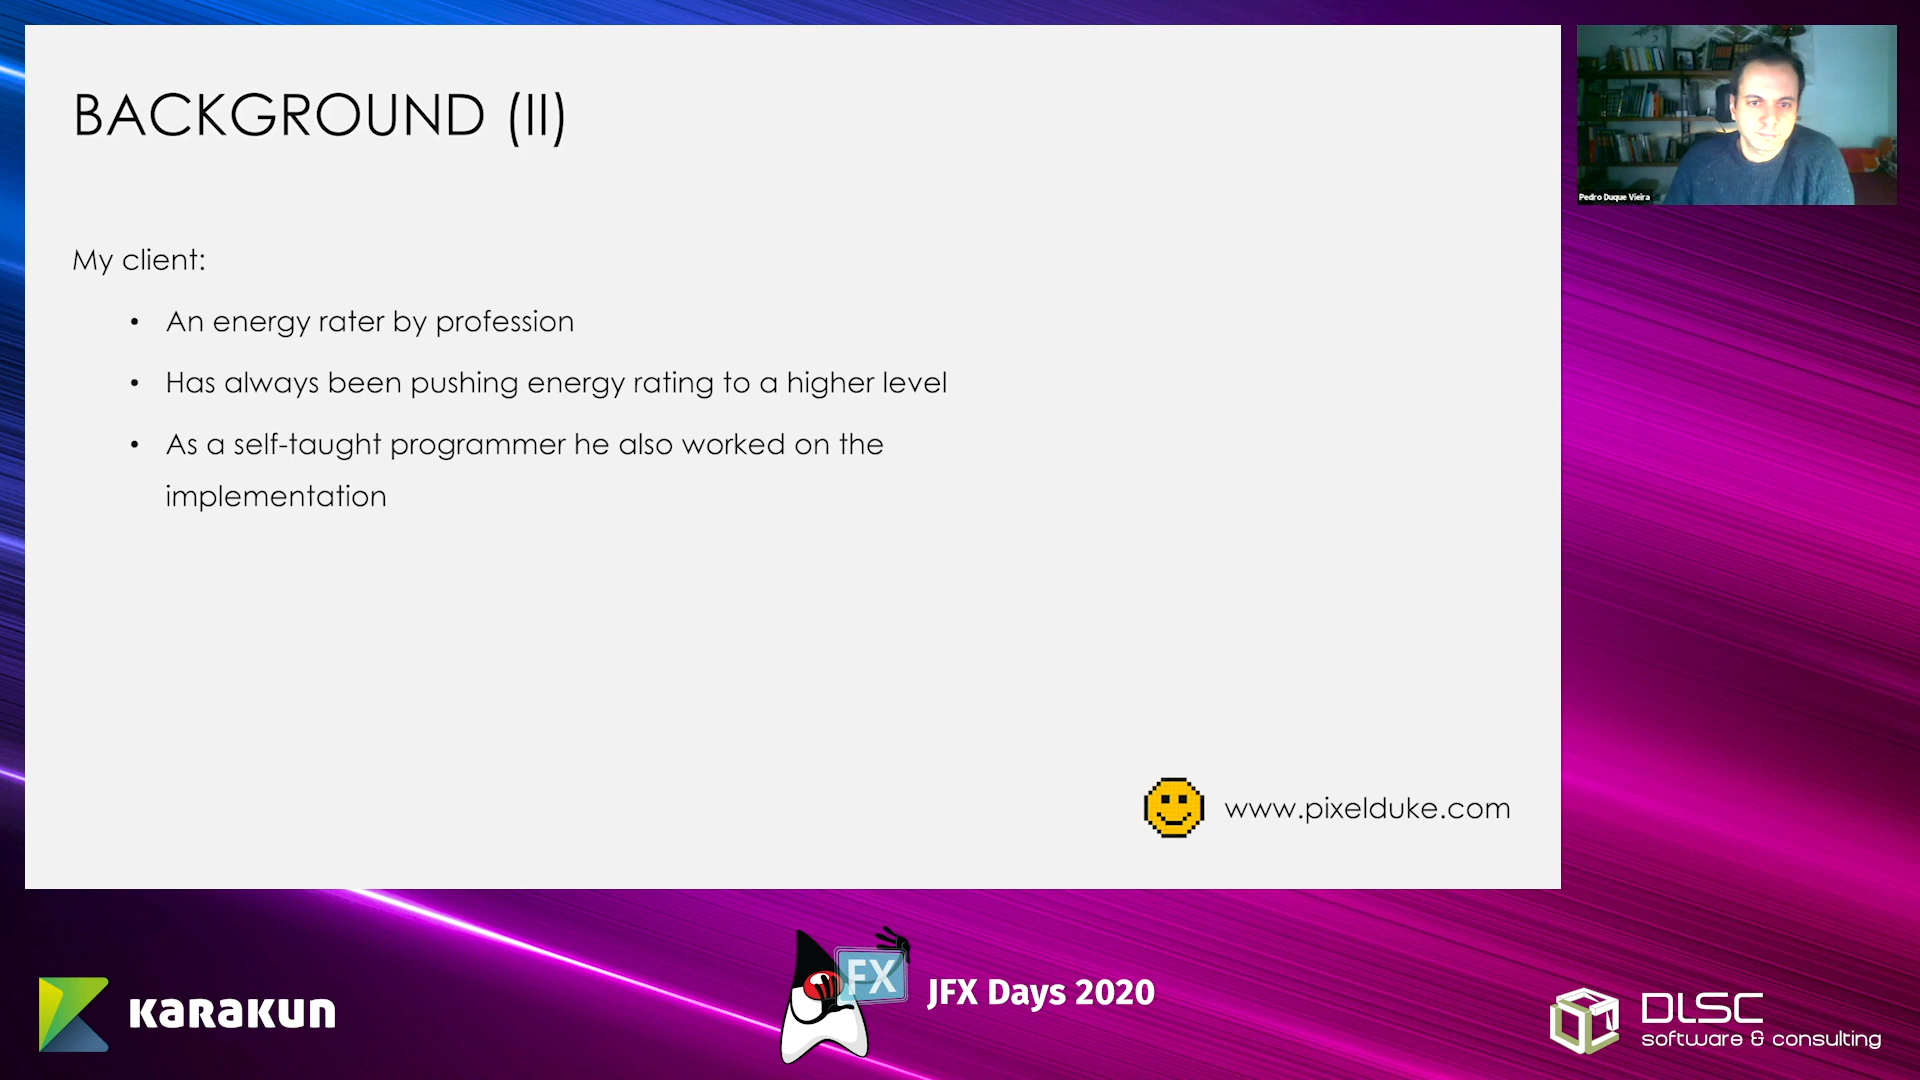 BACKGROUND (II)
Pedro Duque Vieira
My client:
• An energy rater by profession
• Has always been pushing energy rating to a higher level
• As a self-taught programmer he also worked on the
implementation
www.pixelduke.com
FX
JFX Days 2020
KARAKUN
DLSC
software & consulting